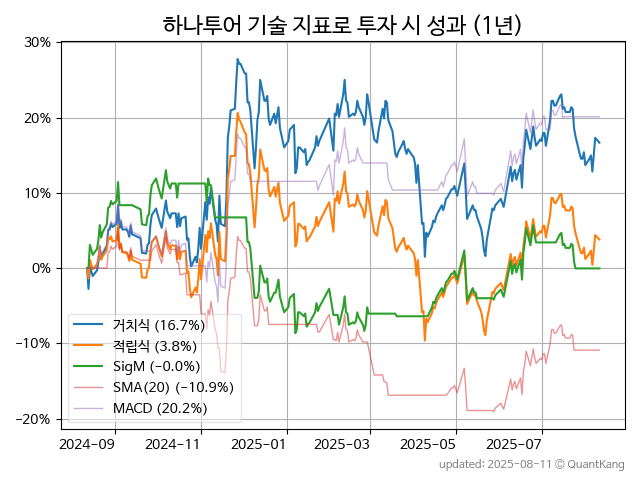 하나투어 기술 지표로 투자 시 성과 (1년)
30%
20%
10%
0%
−10%
−20%
거치식 (16.7%)
적립식 (3.8%)
SigM (−0.0%)
SMA(20) (−10.9%)
MACD (20.2%)
2024-09 2024-11 2025-01 2025-03 2025-05 2025-07
updated: 2025-08-11 © QuantKang